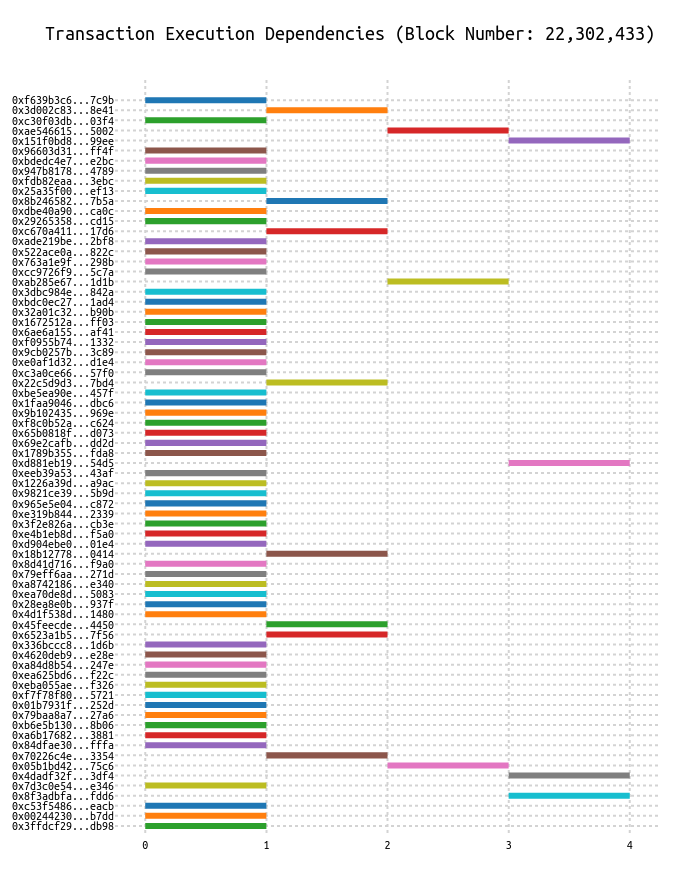 Transaction Execution Dependencies (Block Number: 22,302,433)
0xf639b3c6...7c9b
0x3d002c83...8e41
0xc30f03db...03f4
0xae546615...5002
0x151f0bd8...99ee
0x96603d31...ff4f
0xbdedc4e7...e2bc
0x947b8178...4789
0xfdb82eaa...3ebc
0x25a35f00...ef13
0x8b246582...7b5a
0xdbe40a90...ca0c
0x29265358...cd15
0xc670a411...17d6
0xade219be...2bf8
0x522ace0a...822c
0x763a1e9f...298b
0xcc9726f9...5c7a
0xab285e67...1d1b
0x3dbc984e...842a
0xbdc0ec27...1ad4
0x32a01c32...b90b
0x1672512a...ff03
0x6ae6a155...af41
0xf0955b74...1332
0x9cb0257b...3c89
0xe0af1d32...d1e4
0xc3a0ce66...57f0
0x22c5d9d3...7bd4
0xbe5ea90e...457f
0x1faa9046...dbc6
0x9b102435...969e
0xf8c0b52a...c624
0x65b0818f...d073
0x69e2cafb...dd2d
0x1789b355...fda8
0xd881eb19...54d5
0xeeb39a53...43af
0x1226a39d...a9ac
0x9821ce39...5b9d
0x965e5e04...c872
0xe319b844...2339
0x3f2e826a...cb3e
0xe4b1eb8d...f5a0
0xd904ebe0...01e4
0x18b12778...0414
0x8d41d716...f9a0
0x79eff6aa...271d
0xa8742186...e340
0xea70de8d...5083
0x28ea8e0b...937f
0x4d1f538d...1480
0x45feecde...4450
0x6523a1b5...7f56
0x336bccc8...1d6b
0x4620deb9...e28e
0xa84d8b54...247e
0xea625bd6...f22c
0xeba055ae...f326
0xf7f78f80...5721
0x01b7931f...252d
0x79baa8a7...27a6
0xb6e5b130...8b06
0xa6b17682...3881
0x84dfae30...fffa
0x70226c4e...3354
0x05b1bd42...75c6
0x4dadf32f...3df4
0x7d3c0e54...e346
0x8f3adbfa...fdd6
0xc53f5486...eacb
0x00244230...b7dd
0x3ffdcf29...db98
0 1 2 3 4